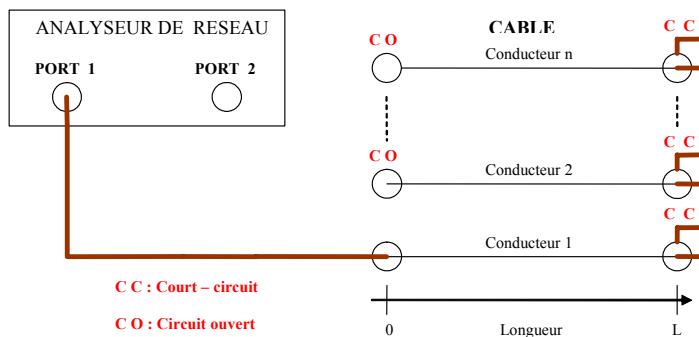 ANALYSEUR DE RESEAU
PORT 1
PORT 2
C O
CABLE
C C
Conducteur n
C O
C C
Conducteur 2
C C
Conducteur 1
C C : Court – circuit
C O : Circuit ouvert
0
Longueur
L